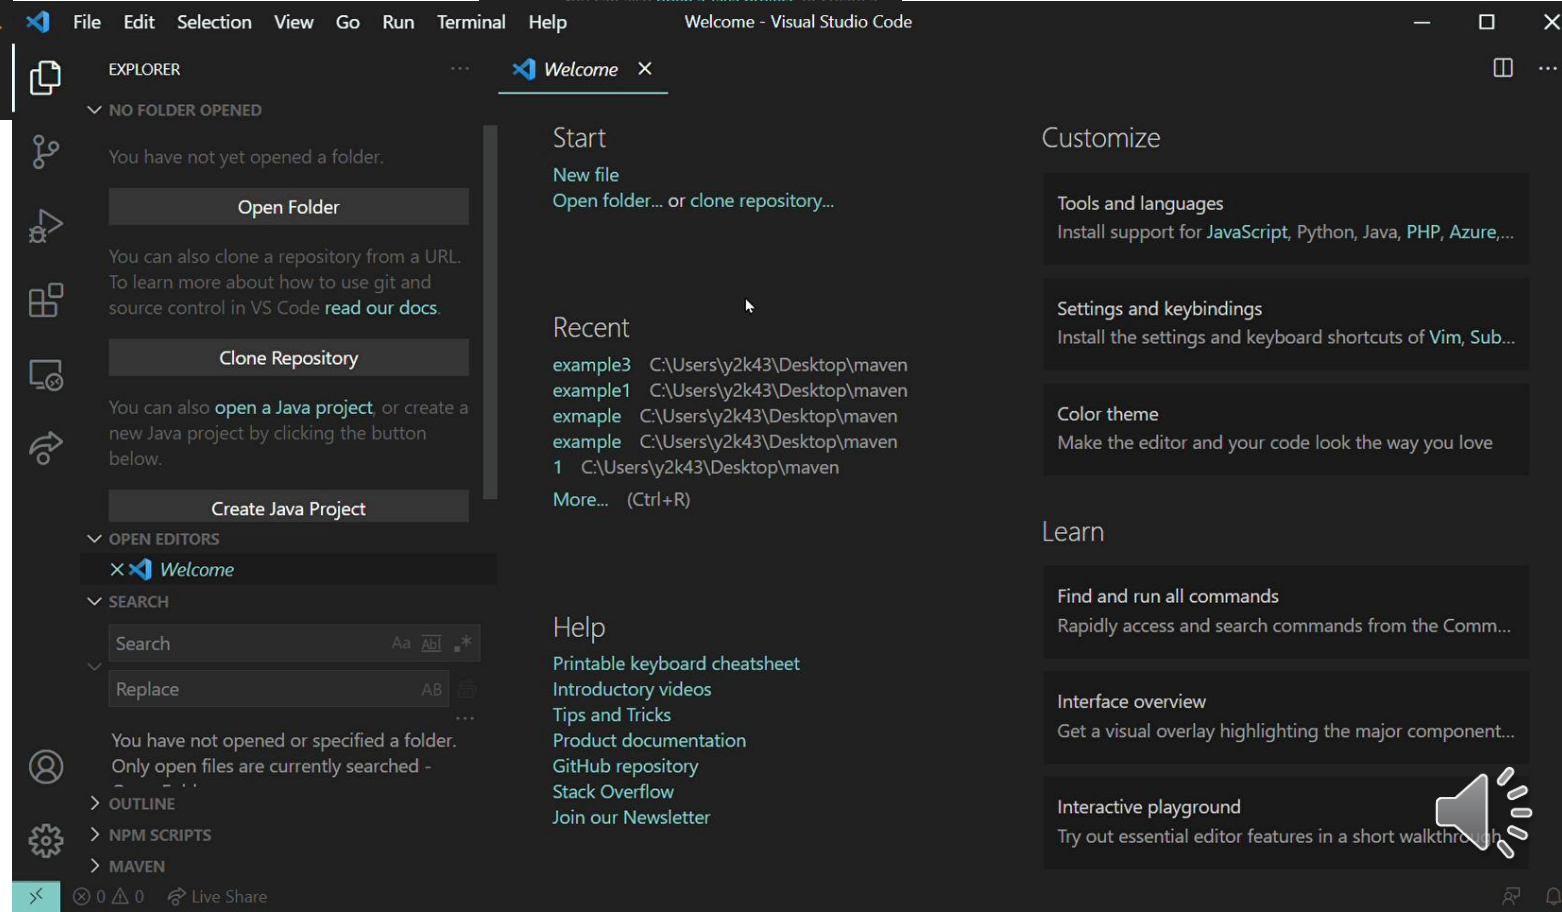 File Edit Selection View Go Run Terminal Help Welcome - Visual Studio Code
EXPLORER
NO FOLDER OPENED
You have not yet opened a folder.
Open Folder
You can also clone a repository from a URL.
To learn more about how to use git and
source control in VS Code read our docs.
Clone Repository
You can also open a Java project, or create a
new Java project by clicking the button
below.
Create Java Project
OPEN EDITORS
Welcome
SEARCH
Search Aa Abl .*
Replace AB
You have not opened or specified a folder.
Only open files are currently searched -
OUTLINE
NPM SCRIPTS
MAVEN
0 0 Live Share
Welcome
Start
New file
Open folder... or clone repository...
Recent
example3 C:\Users\y2k43\Desktop\maven
example1 C:\Users\y2k43\Desktop\maven
exmaple C:\Users\y2k43\Desktop\maven
example C:\Users\y2k43\Desktop\maven
1 C:\Users\y2k43\Desktop\maven
More... (Ctrl+R)
Help
Printable keyboard cheatsheet
Introductory videos
Tips and Tricks
Product documentation
GitHub repository
Stack Overflow
Join our Newsletter
Customize
Tools and languages
Install support for JavaScript, Python, Java, PHP, Azure,...
Settings and keybindings
Install the settings and keyboard shortcuts of Vim, Sub...
Color theme
Make the editor and your code look the way you love
Learn
Find and run all commands
Rapidly access and search commands from the Comm...
Interface overview
Get a visual overlay highlighting the major component...
Interactive playground
Try out essential editor features in a short walkthrough